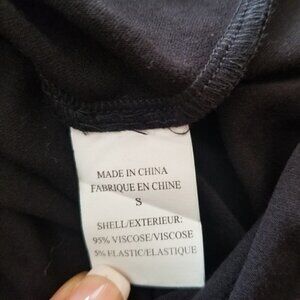 MADE IN CHINA
FABRIQUE EN CHINE
S
SHELL/EXTERIEUR:
95% VISCOSE/VISCOSE
5% ELASTIC/ELASTIQUE